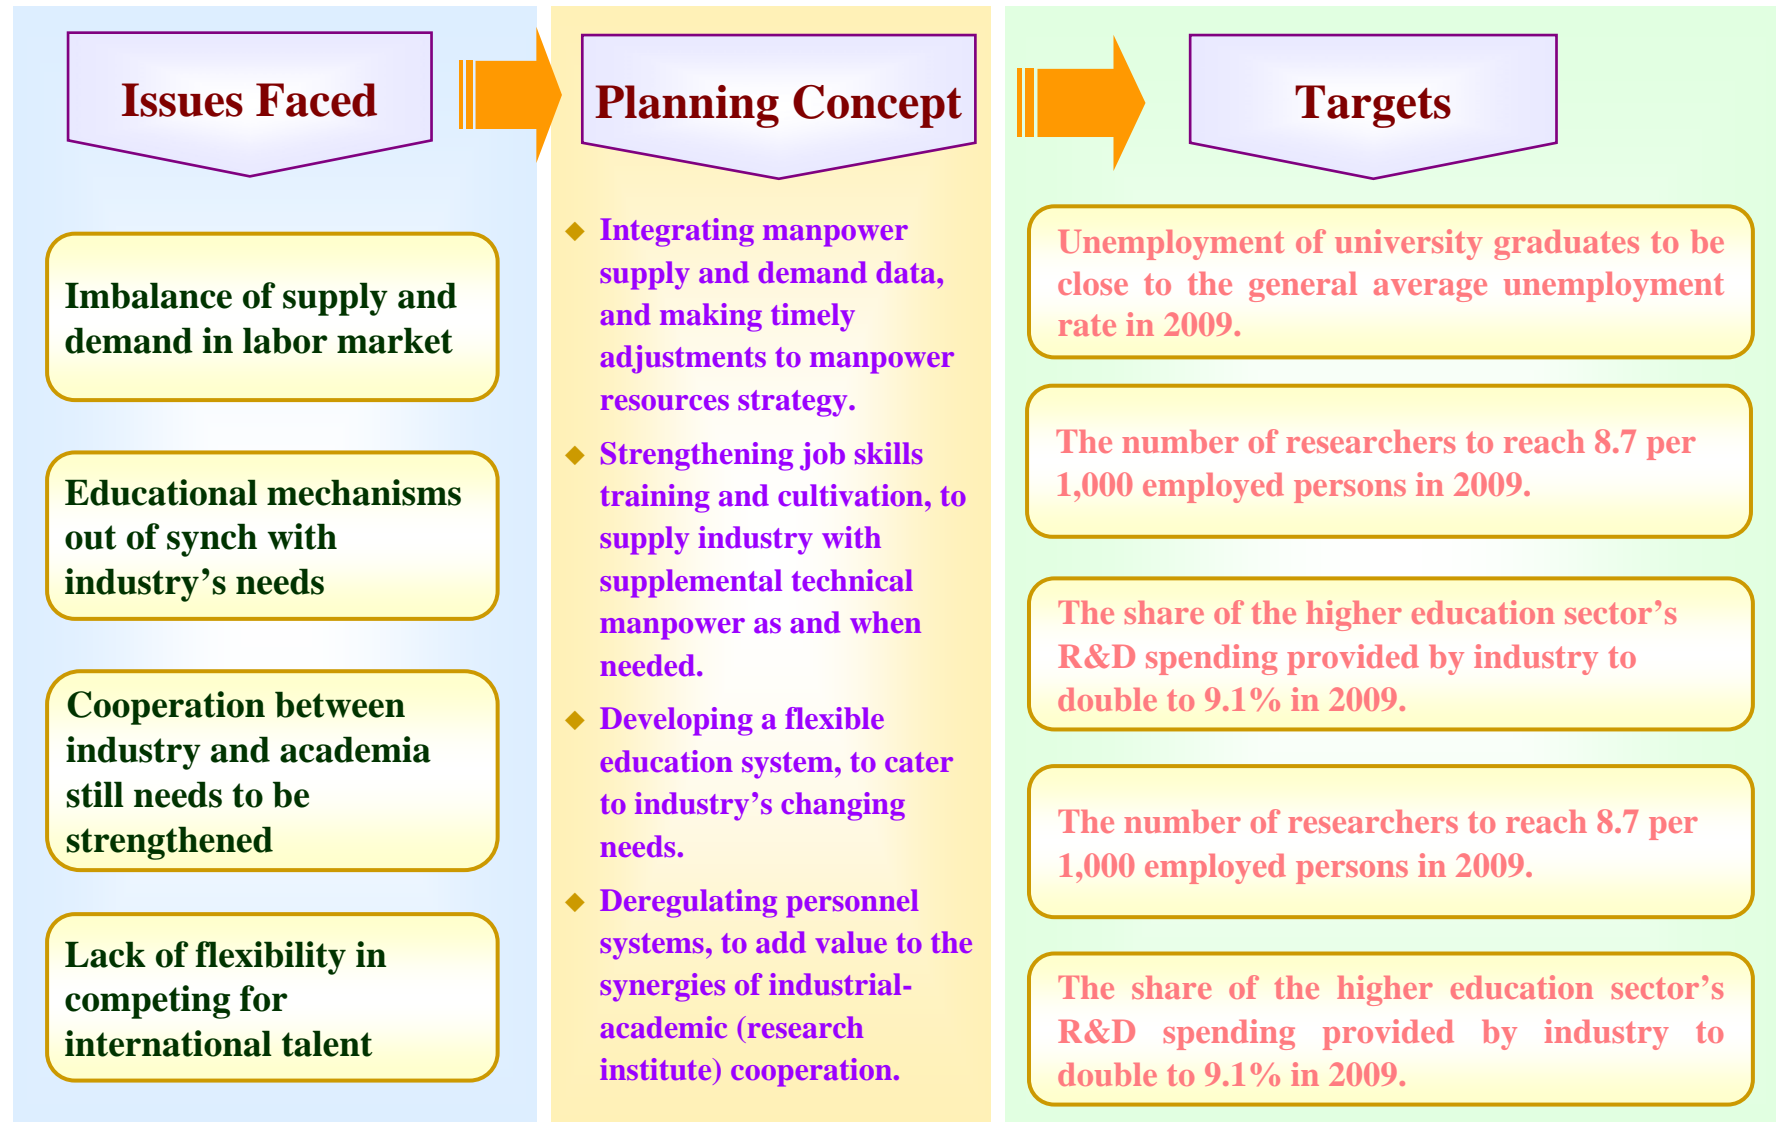 Issues Faced
Imbalance of supply and
demand in labor market
Educational mechanisms
out of synch with
industry’s needs
Cooperation between
industry and academia
still needs to be
strengthened
Lack of flexibility in
competing for
international talent
Planning Concept
◆ Integrating manpower
supply and demand data,
and making timely
adjustments to manpower
resources strategy.
◆ Strengthening job skills
training and cultivation, to
supply industry with
supplemental technical
manpower as and when
needed.
◆ Developing a flexible
education system, to cater
to industry’s changing
needs.
◆ Deregulating personnel
systems, to add value to the
synergies of industrial-
academic (research
institute) cooperation.
Targets
Unemployment of university graduates to be
close to the general average unemployment
rate in 2009.
The number of researchers to reach 8.7 per
1,000 employed persons in 2009.
The share of the higher education sector’s
R&D spending provided by industry to
double to 9.1% in 2009.
The number of researchers to reach 8.7 per
1,000 employed persons in 2009.
The share of the higher education sector’s
R&D spending provided by industry to
double to 9.1% in 2009.